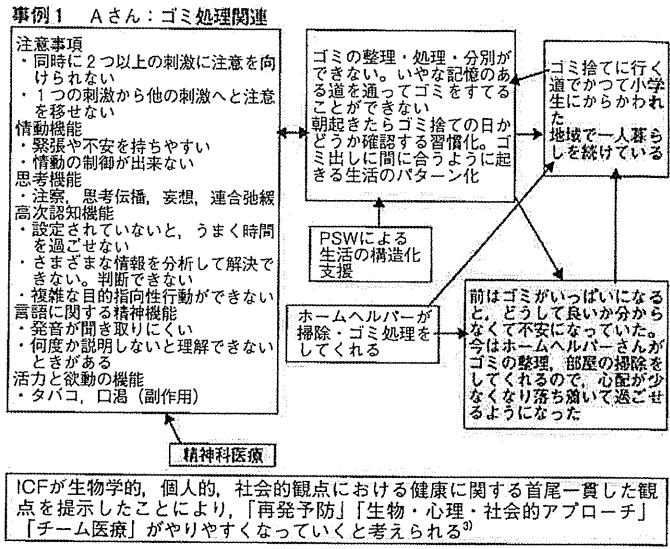 事例1 Aさん：ゴミ処理関連
注意事項
・同時に2つ以上の刺激に注意を向
けられない
・1つの刺激から他の刺激へと注意
を移せない
情動機能
・緊張や不安を持ちやすい
・情動の制御が出来ない
思考機能
・注察，思考伝播，妄想，連合弛緩
高次認知機能
・設定されていないと，うまく時間
を過ごせない
・さまざまな情報を分析して解決で
きない。判断できない
・複雑な目的指向性行動ができない
言語に関する精神機能
・発音が聞き取りにくい
・何度か説明しないと理解できない
ときがある
活力と欲動の機能
・タバコ，口渇（副作用）
精神科医療
ゴミの整理・処理・分別が
できない。いやな記憶のあ
る道を通ってゴミをすてる
ことができない
朝起きたらゴミ捨ての日か
どうか確認する習慣化。ゴ
ミ出しに間に合うように起
きる生活のパターン化
PSWによる
生活の構造化
支援
ホームヘルパーが
掃除・ゴミ処理を
してくれる
ゴミ捨てに行く
道でかつて小学
生にからかわれ
た
地域で一人暮ら
しを続けている
前はゴミがいっぱいになる
と，どうして良いか分から
なくて不安になっていた。
今はホームヘルパーさんが
ゴミの整理，部屋の掃除を
してくれるので，心配が少
なくなり落ち着いて過ごせ
るようになった
ICFが生物学的，個人的，社会的観点における健康に関する首尾一貫した観
点を提示したことにより，「再発予防」「生物・心理・社会的アプローチ」
「チーム医療」がやりやすくなっていくと考えられる3)